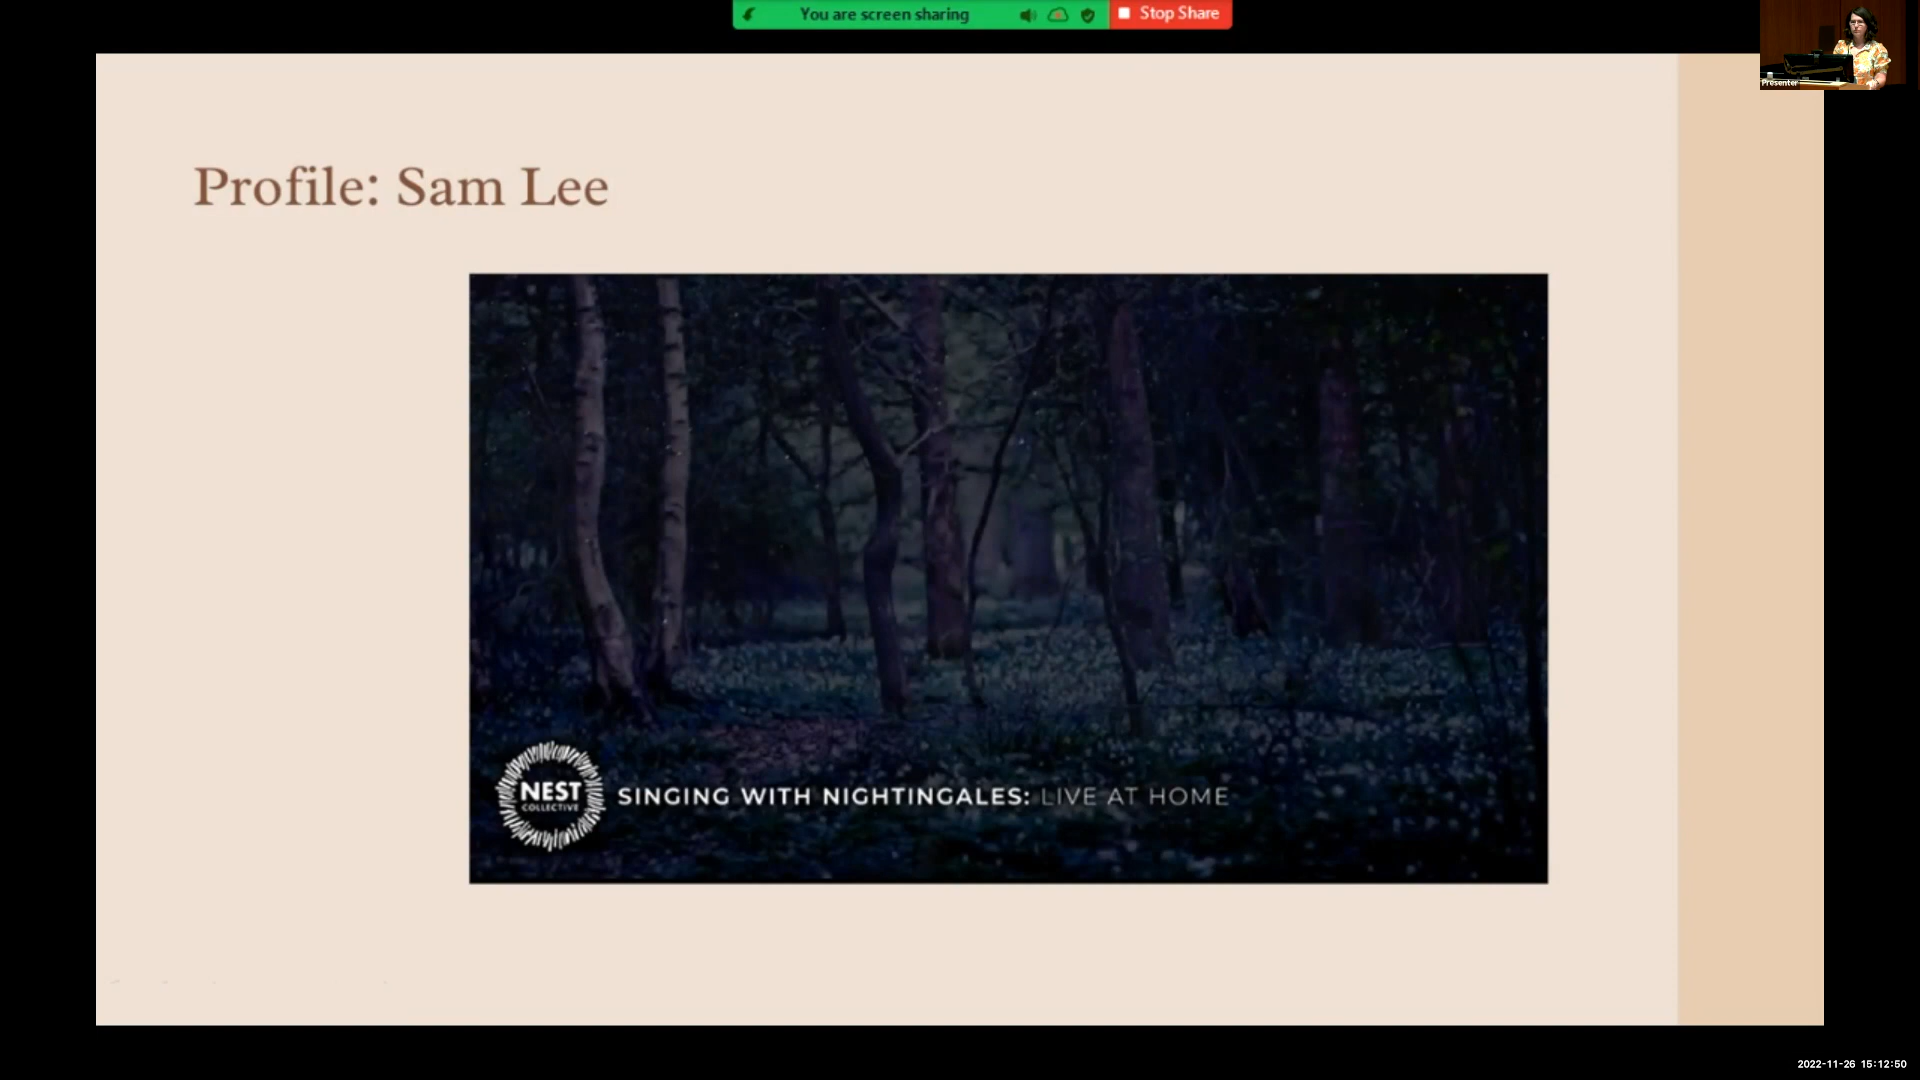 You are screen sharing
Stop Share
Presenter
Profile: Sam Lee
NEST
COLLECTIVE
SINGING WITH NIGHTINGALES: LIVE AT HOME
2022-11-26 15:12:50